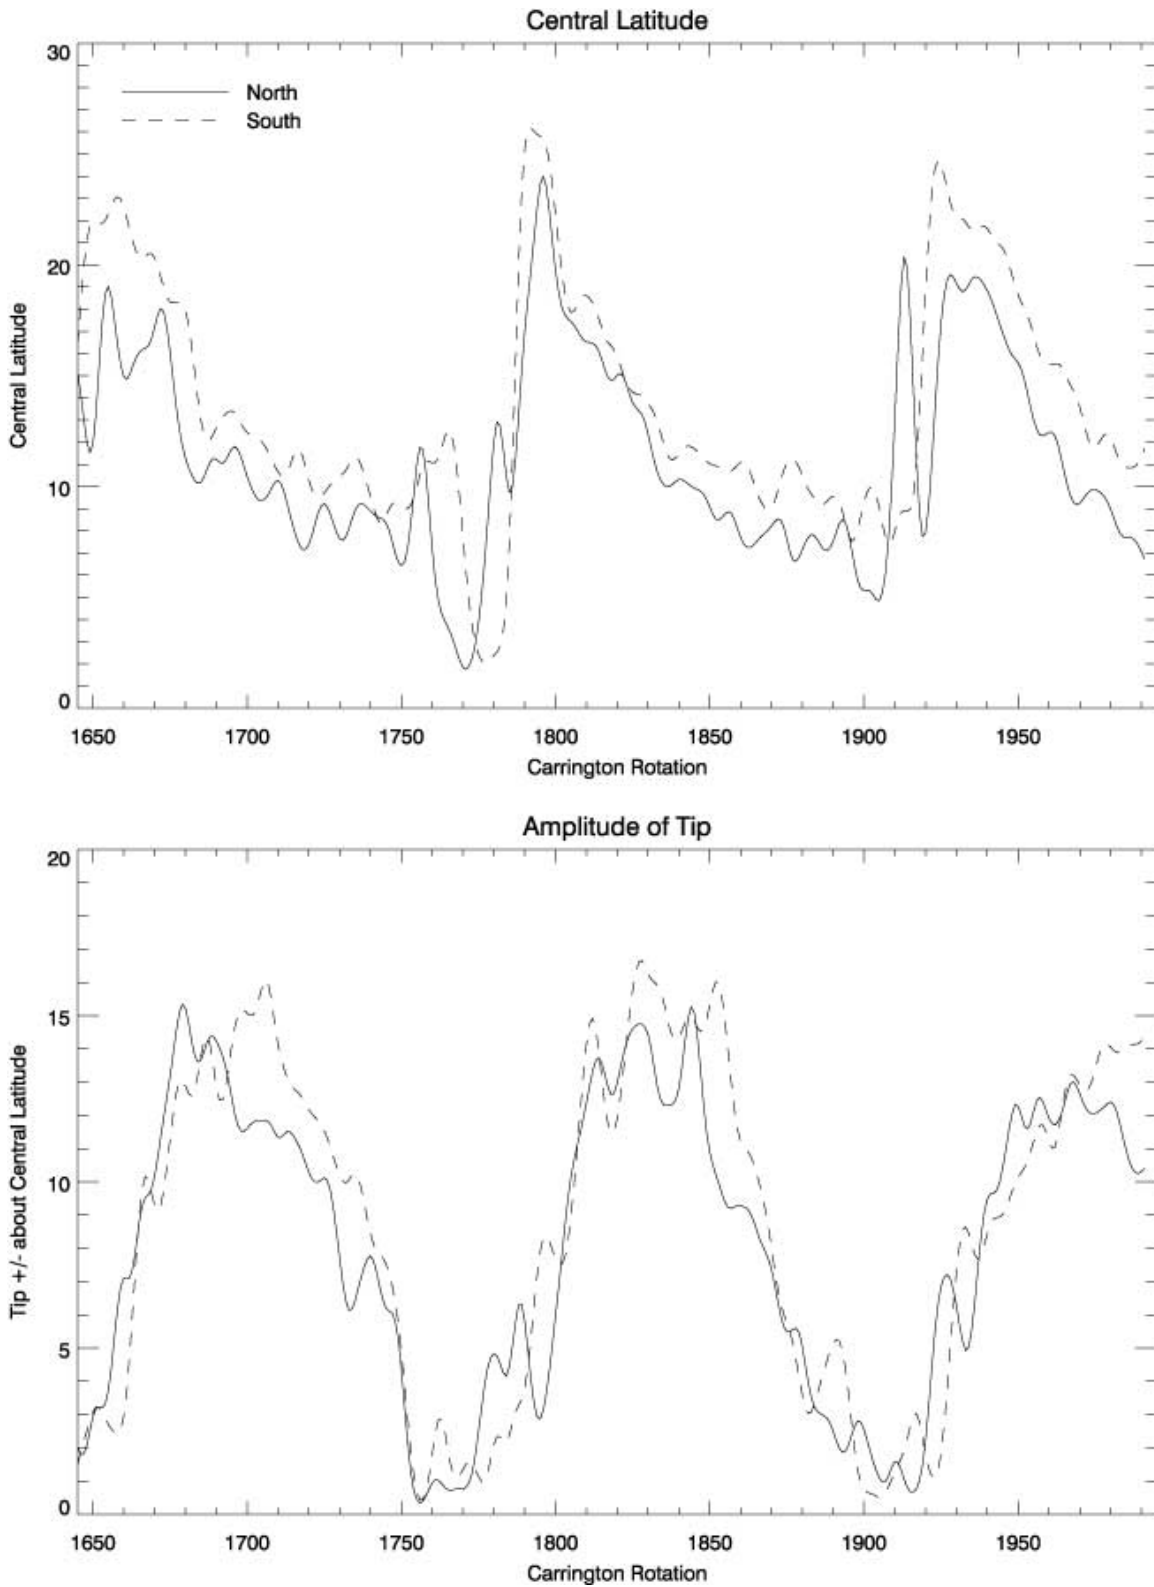 Central Latitude
30
North
South
20
Central Latitude
10
0
1650 1700 1750 1800 1850 1900 1950
Carrington Rotation
Amplitude of Tip
20
15
Tip +/- about Central Latitude
10
5
0
1650 1700 1750 1800 1850 1900 1950
Carrington Rotation